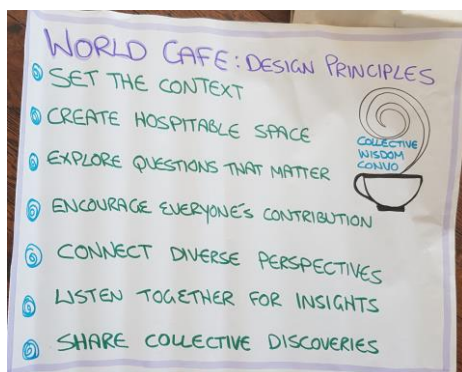 WORLD CAFE: DESIGN PRINCIPLES
SET THE CONTEXT
CREATE HOSPITABLE SPACE
EXPLORE QUESTIONS THAT MATTER
ENCOURAGE EVERYONE'S CONTRIBUTION
CONNECT DIVERSE PERSPECTIVES
LISTEN TOGETHER FOR INSIGHTS
SHARE COLLECTIVE DISCOVERIES
COLLECTIVE
WISDOM
CONVO